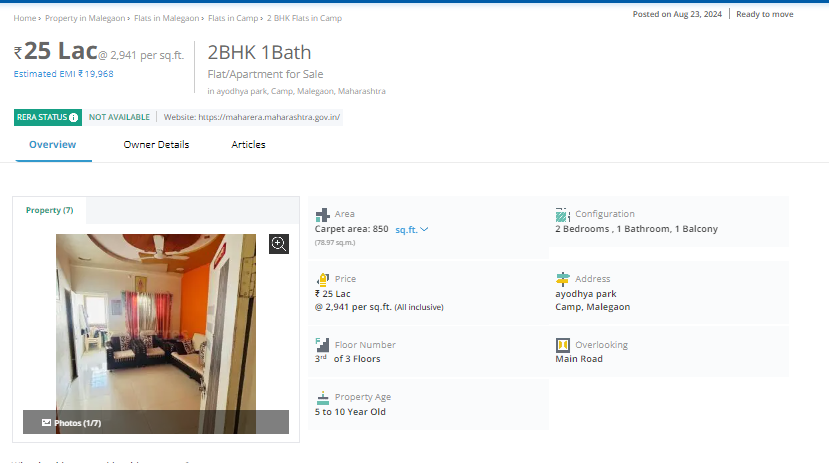 Home › Property in Malegaon › Flats in Malegaon › Flats in Camp › 2 BHK Flats in Camp
Posted on Aug 23, 2024 | Ready to move
₹25 Lac @ 2,941 per sq.ft.
Estimated EMI ₹19,968
2BHK 1Bath
Flat/Apartment for Sale
in ayodhya park, Camp, Malegaon, Maharashtra
RERA STATUS NOT AVAILABLE | Website: https://maharera.maharashtra.gov.in/
Overview Owner Details Articles
Property (7)
Photos (1/7)
Area
Carpet area: 850 sq.ft.
(78.97 sq.m.)
Configuration
2 Bedrooms , 1 Bathroom, 1 Balcony
Price
₹ 25 Lac
@ 2,941 per sq.ft. (All inclusive)
Address
ayodhya park
Camp, Malegaon
Floor Number
3rd of 3 Floors
Overlooking
Main Road
Property Age
5 to 10 Year Old